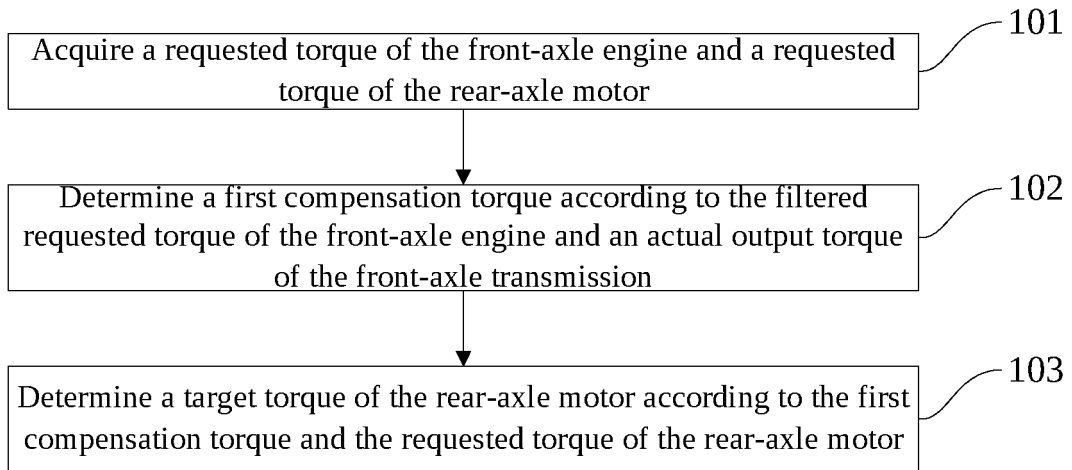 101
Acquire a requested torque of the front-axle engine and a requested
torque of the rear-axle motor
102
Determine a first compensation torque according to the filtered
requested torque of the front-axle engine and an actual output torque
of the front-axle transmission
103
Determine a target torque of the rear-axle motor according to the first
compensation torque and the requested torque of the rear-axle motor